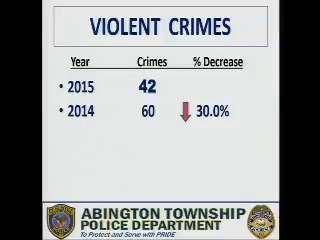 VIOLENT CRIMES
Year Crimes % Decrease
• 2015 42
• 2014 60 30.0%
ABINGTON TOWNSHIP
POLICE DEPARTMENT
To Protect and Serve with PRIDE